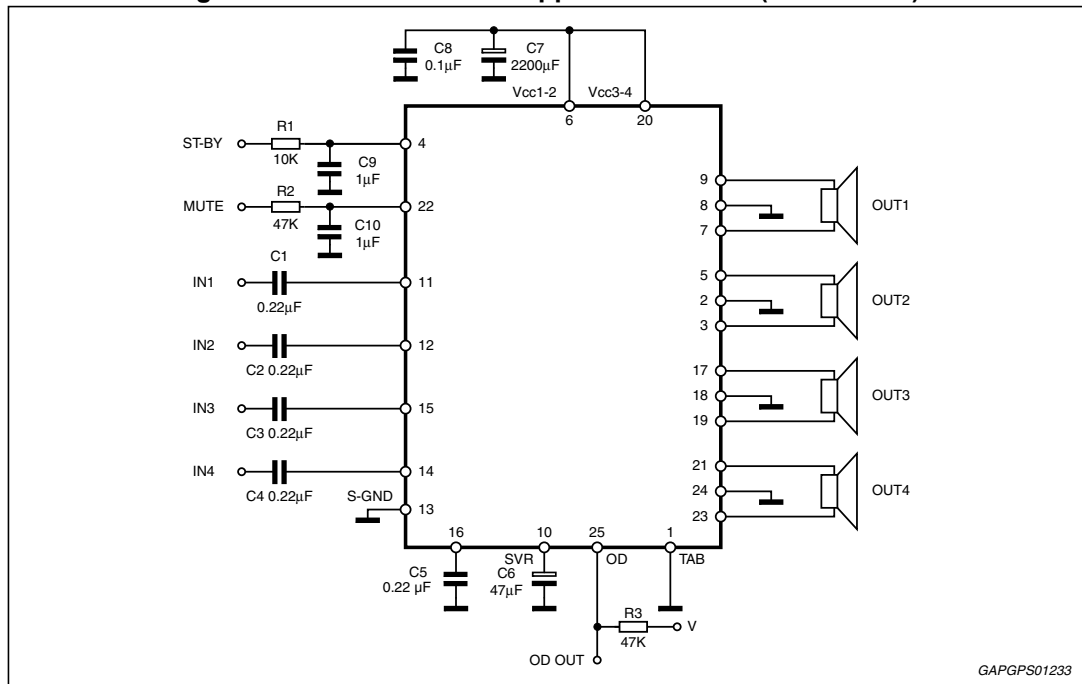 C8
0.1µF
C7
2200µF
Vcc1-2
Vcc3-4
6
20
ST-BY
R1
10K
4
C9
1µF
MUTE
R2
47K
22
C10
1µF
IN1
C1
0.22µF
11
IN2
C2 0.22µF
12
IN3
C3 0.22µF
15
IN4
C4 0.22µF
14
S-GND
13
9
8
7
OUT1
5
2
3
OUT2
17
18
19
OUT3
21
24
23
OUT4
16
10
25
1
SVR
OD
TAB
C5
0.22 µF
C6
47µF
R3
47K
V
OD OUT
GAPGPS01233